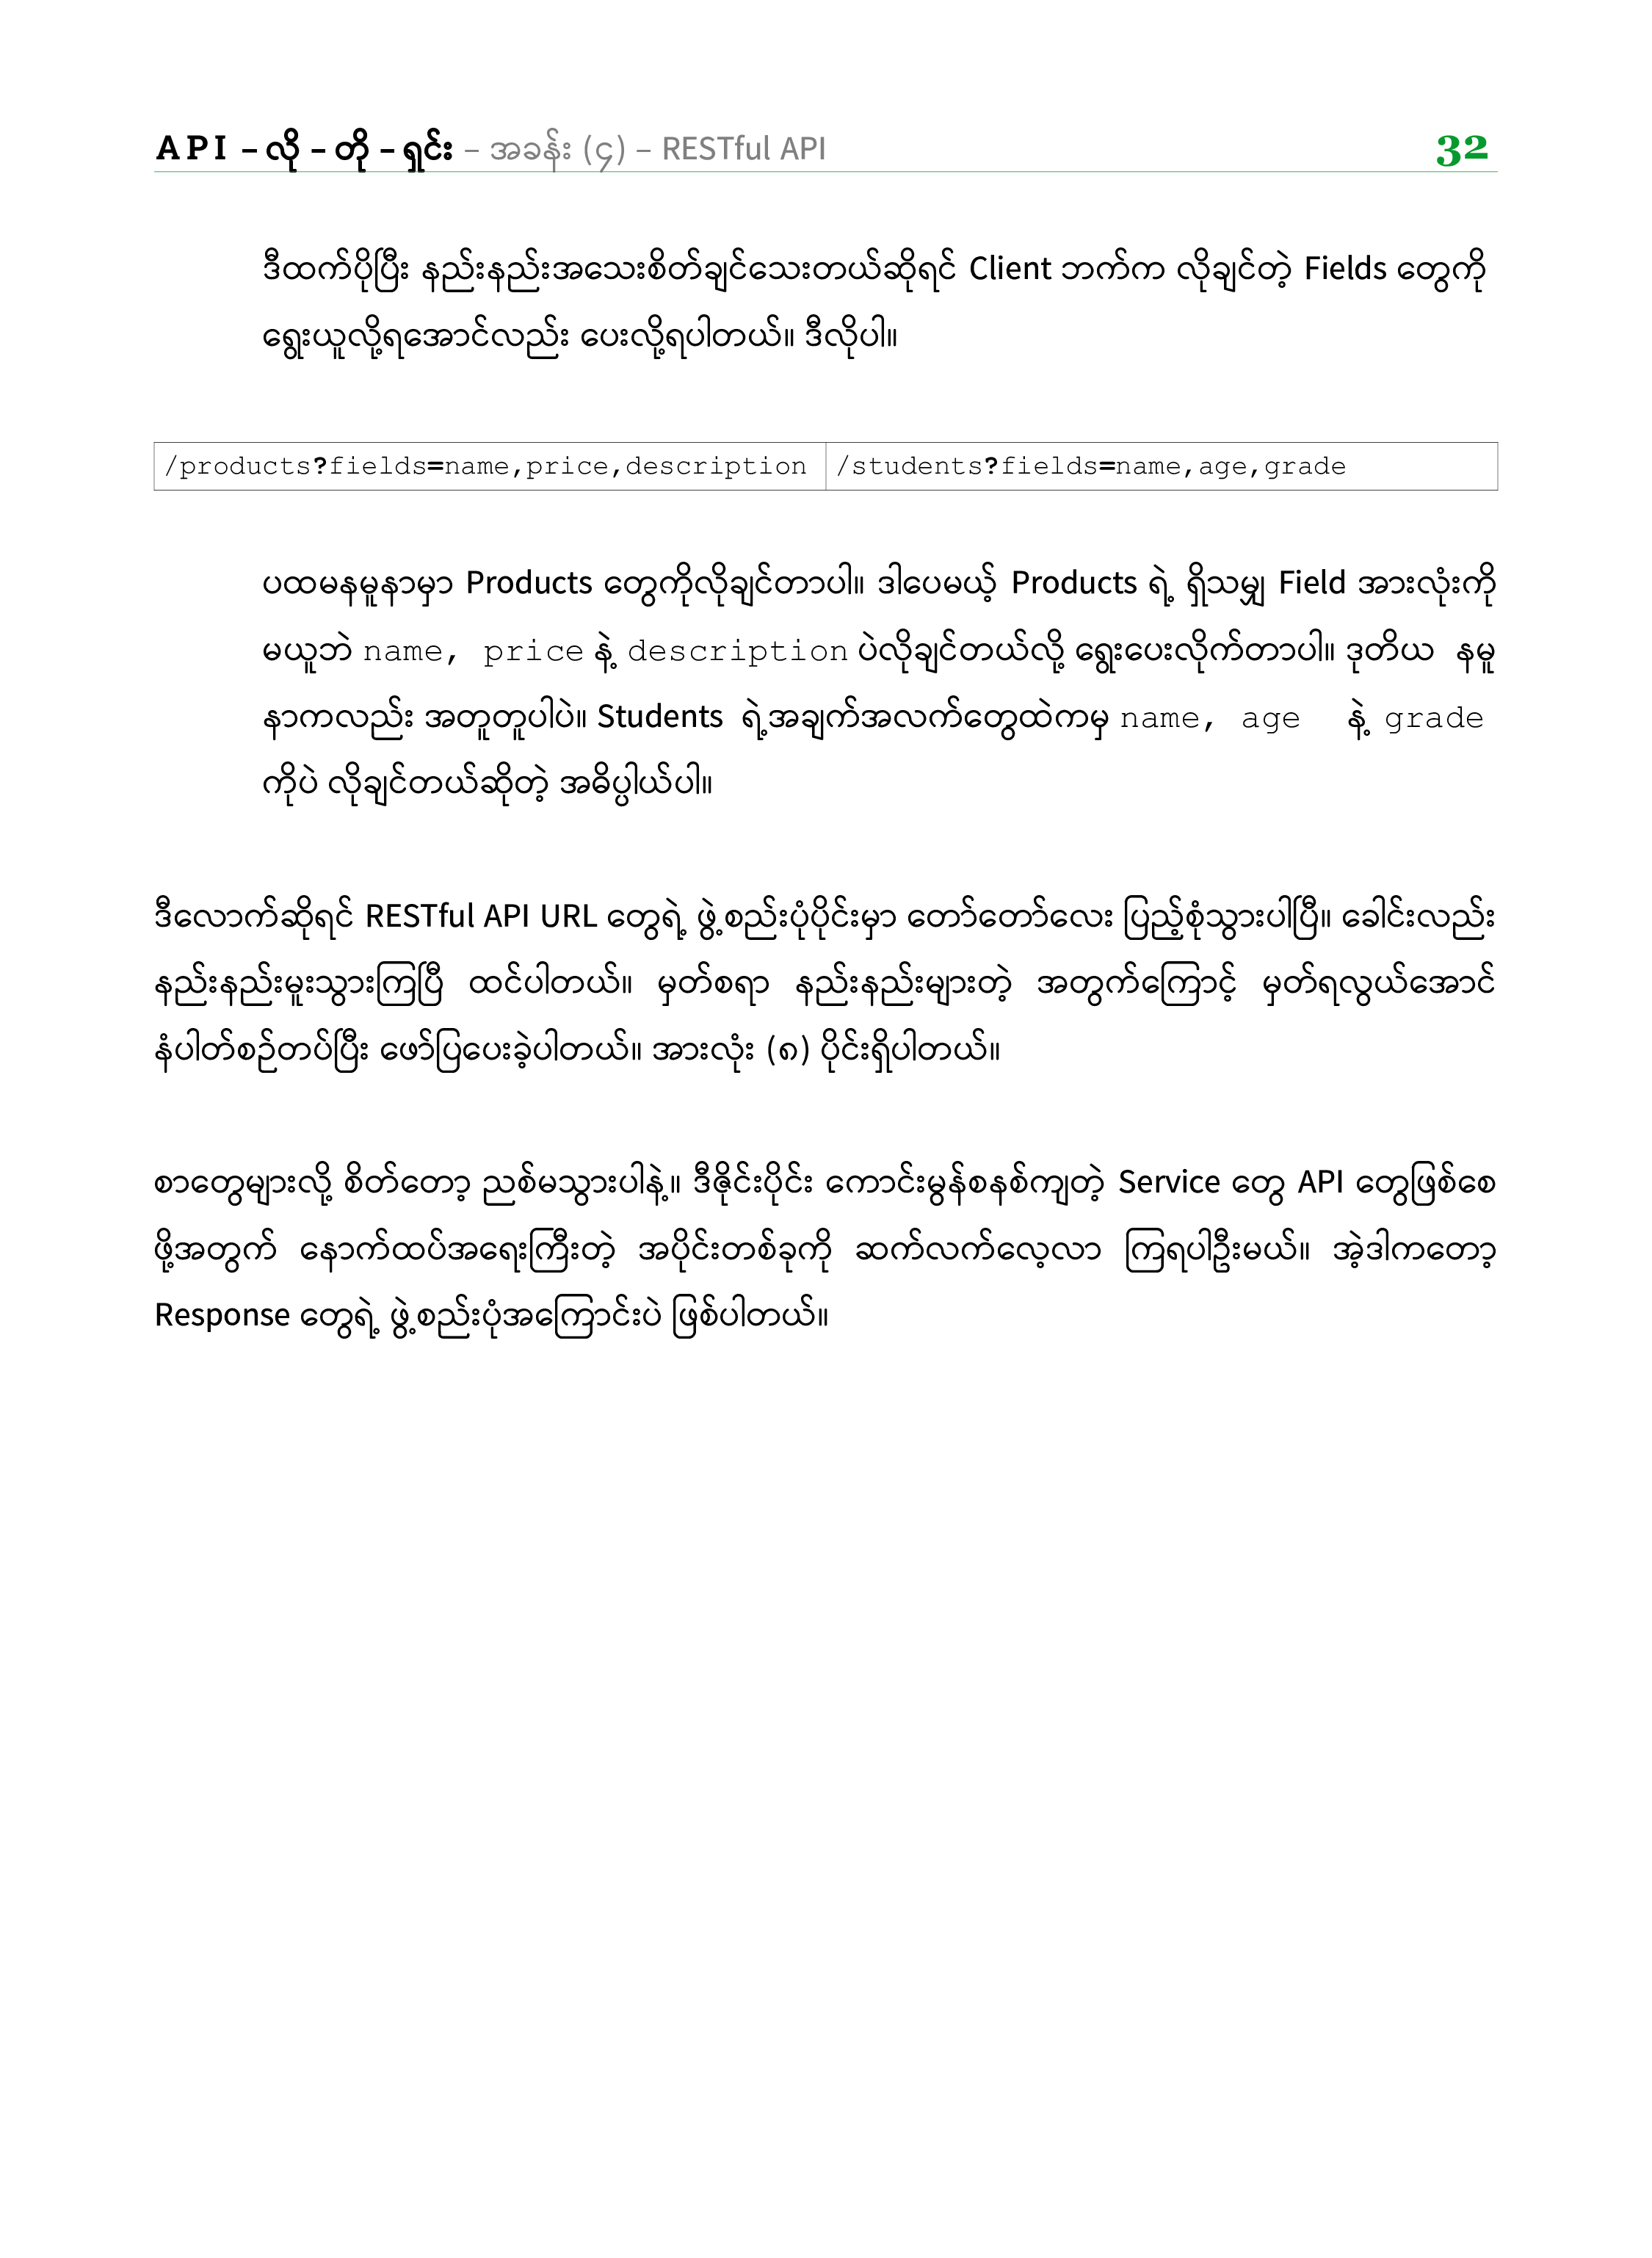 API – လို – တို – ရှင်း – အခန်း (၄) – RESTful API 32
ဒီထက်ပိုပြီး နည်းနည်းအသေးစိတ်ချင်သေးတယ်ဆိုရင် Client ဘက်က လိုချင်တဲ့ Fields တွေကို
ရွေးယူလို့ရအောင်လည်း ပေးလို့ရပါတယ်။ ဒီလိုပါ။
/products?fields=name,price,description /students?fields=name,age,grade
ပထမနမူနာမှာ Products တွေကိုလိုချင်တာပါ။ ဒါပေမယ့် Products ရဲ့ ရှိသမျှ Field အားလုံးကို
မယူဘဲ name, price နဲ့ description ပဲလိုချင်တယ်လို့ ရွေးပေးလိုက်တာပါ။ ဒုတိယ နမူ
နာကလည်း အတူတူပါပဲ။ Students ရဲ့အချက်အလက်တွေထဲကမှ name, age နဲ့ grade
ကိုပဲ လိုချင်တယ်ဆိုတဲ့ အဓိပ္ပါယ်ပါ။
ဒီလောက်ဆိုရင် RESTful API URL တွေရဲ့ ဖွဲ့စည်းပုံပိုင်းမှာ တော်တော်လေး ပြည့်စုံသွားပါပြီ။ ခေါင်းလည်း
နည်းနည်းမူးသွားကြပြီ ထင်ပါတယ်။ မှတ်စရာ နည်းနည်းများတဲ့ အတွက်ကြောင့် မှတ်ရလွယ်အောင်
နံပါတ်စဉ်တပ်ပြီး ဖော်ပြပေးခဲ့ပါတယ်။ အားလုံး (၈) ပိုင်းရှိပါတယ်။
စာတွေများလို့ စိတ်တော့ ညစ်မသွားပါနဲ့။ ဒီဇိုင်းပိုင်း ကောင်းမွန်စနစ်ကျတဲ့ Service တွေ API တွေဖြစ်စေ
ဖို့အတွက် နောက်ထပ်အရေးကြီးတဲ့ အပိုင်းတစ်ခုကို ဆက်လက်လေ့လာ ကြရပါဦးမယ်။ အဲ့ဒါကတော့
Response တွေရဲ့ ဖွဲ့စည်းပုံအကြောင်းပဲ ဖြစ်ပါတယ်။